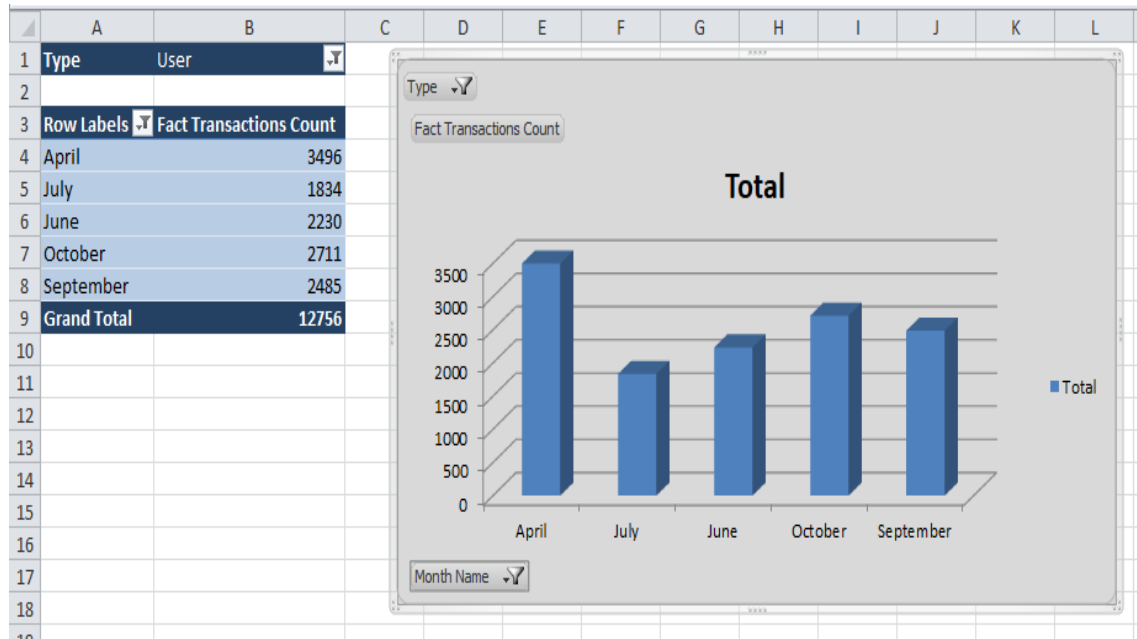 A B C D E F G H I J K L
1 Type User
2
3 Row Labels Fact Transactions Count
4 April 3496
5 July 1834
6 June 2230
7 October 2711
8 September 2485
9 Grand Total 12756
10
11
12
13
14
15
16
17
18
Type
Fact Transactions Count
Total
3500
3000
2500
2000
1500
1000
500
0
April July June October September
Total
Month Name